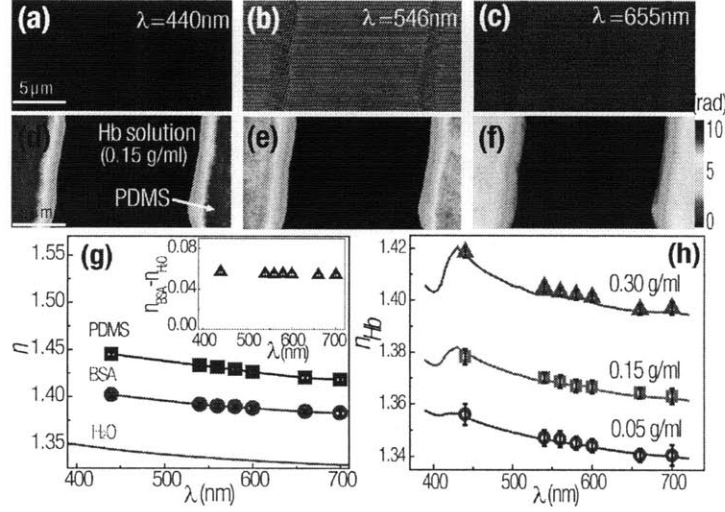 (a) λ=440nm (b) λ=546nm (c) λ=655nm
5μm
(rad)
(d) Hb solution (e) (f) 10
(0.15 g/ml)
5
PDMS
0
(g) (h)
1.55 0.08 1.42
0.30 g/ml
1.50 nBSA-nH₂O 0.04 1.40
0.00
PDMS 400 500 600 700
1.45 λ(nm)
n nHb
BSA 1.38
1.40 0.15 g/ml
H₂O 1.36
1.35 0.05 g/ml
1.34
400 500 600 700 400 500 600 700
λ(nm) λ(nm)